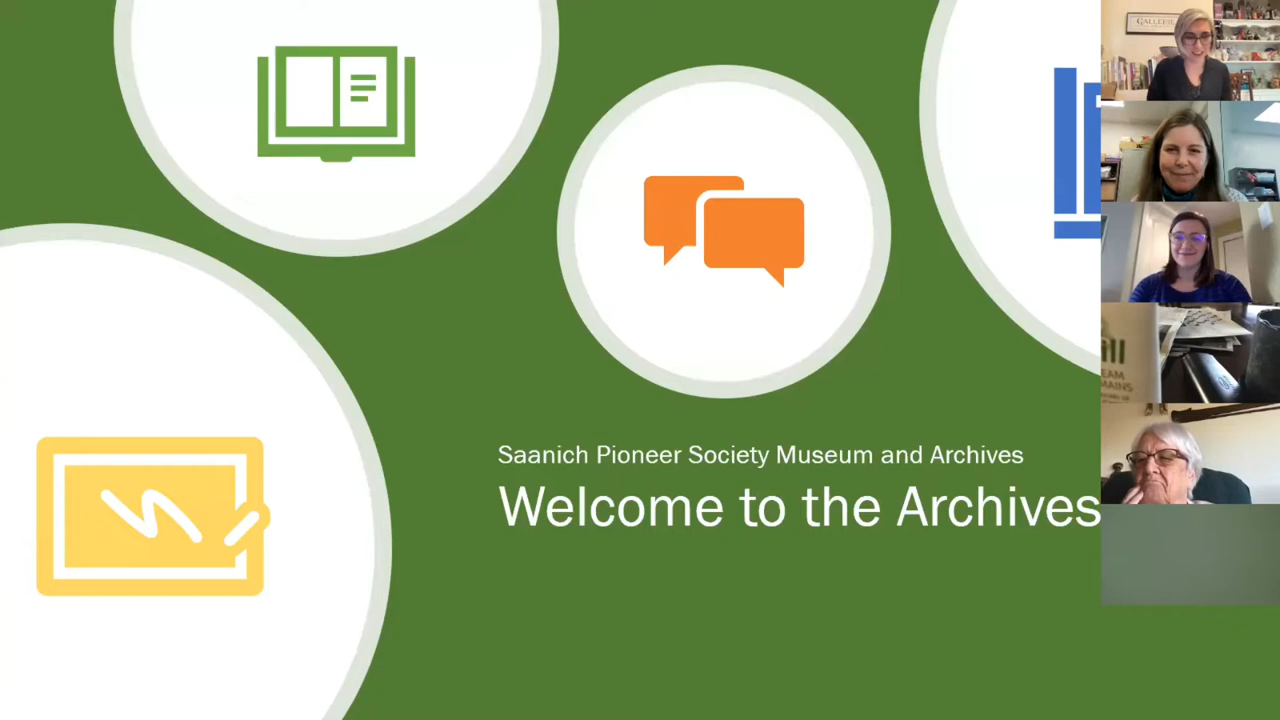 Saanich Pioneer Society Museum and Archives
Welcome to the Archives